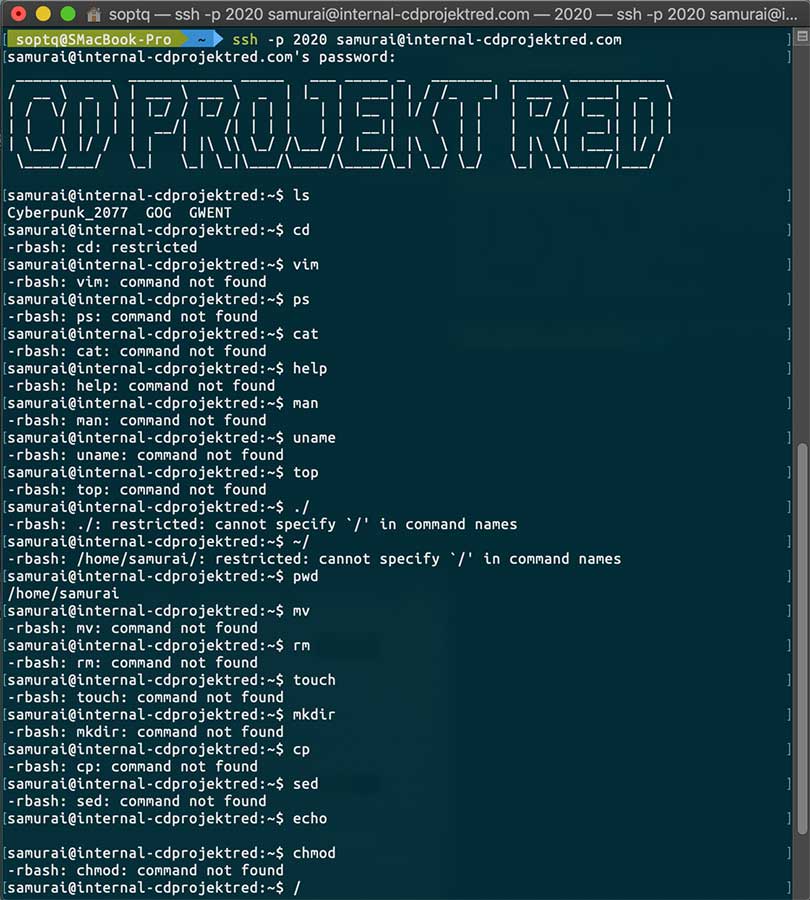 soptq — ssh -p 2020 samurai@internal-cdprojektred.com — 2020 — ssh -p 2020 samurai@i...
soptq@SMacBook-Pro ~ ssh -p 2020 samurai@internal-cdprojektred.com
samurai@internal-cdprojektred.com's password:
CD PROJEKT RED
samurai@internal-cdprojektred:~$ ls
Cyberpunk_2077  GOG  GWENT
samurai@internal-cdprojektred:~$ cd
-rbash: cd: restricted
samurai@internal-cdprojektred:~$ vim
-rbash: vim: command not found
samurai@internal-cdprojektred:~$ ps
-rbash: ps: command not found
samurai@internal-cdprojektred:~$ cat
-rbash: cat: command not found
samurai@internal-cdprojektred:~$ help
-rbash: help: command not found
samurai@internal-cdprojektred:~$ man
-rbash: man: command not found
samurai@internal-cdprojektred:~$ uname
-rbash: uname: command not found
samurai@internal-cdprojektred:~$ top
-rbash: top: command not found
samurai@internal-cdprojektred:~$ ./
-rbash: ./: restricted: cannot specify `/' in command names
samurai@internal-cdprojektred:~$ ~/
-rbash: /home/samurai/: restricted: cannot specify `/' in command names
samurai@internal-cdprojektred:~$ pwd
/home/samurai
samurai@internal-cdprojektred:~$ mv
-rbash: mv: command not found
samurai@internal-cdprojektred:~$ rm
-rbash: rm: command not found
samurai@internal-cdprojektred:~$ touch
-rbash: touch: command not found
samurai@internal-cdprojektred:~$ mkdir
-rbash: mkdir: command not found
samurai@internal-cdprojektred:~$ cp
-rbash: cp: command not found
samurai@internal-cdprojektred:~$ sed
-rbash: sed: command not found
samurai@internal-cdprojektred:~$ echo
samurai@internal-cdprojektred:~$ chmod
-rbash: chmod: command not found
samurai@internal-cdprojektred:~$ /